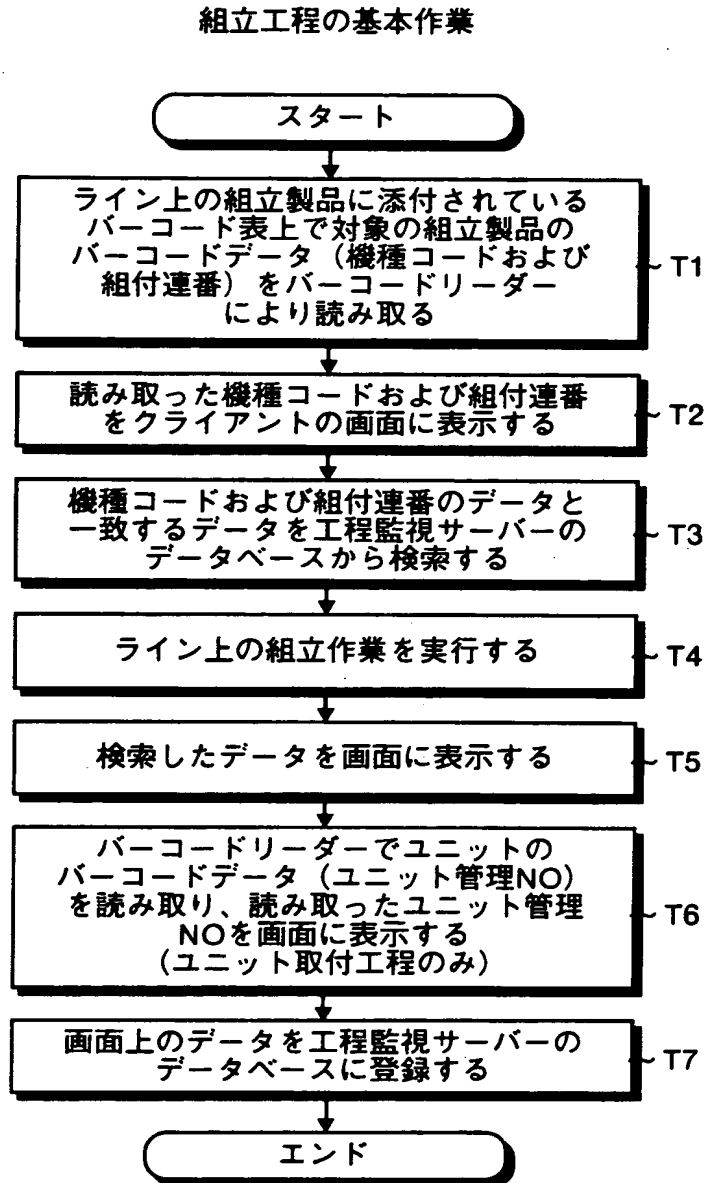 組立工程の基本作業
スタート
ライン上の組立製品に添付されている
バーコード表上で対象の組立製品の
バーコードデータ（機種コードおよび
組付連番）をバーコードリーダー
により読み取る
T1
読み取った機種コードおよび組付連番
をクライアントの画面に表示する
T2
機種コードおよび組付連番のデータと
一致するデータを工程監視サーバーの
データベースから検索する
T3
ライン上の組立作業を実行する
T4
検索したデータを画面に表示する
T5
バーコードリーダーでユニットの
バーコードデータ（ユニット管理NO）
を読み取り、読み取ったユニット管理
NOを画面に表示する
（ユニット取付工程のみ）
T6
画面上のデータを工程監視サーバーの
データベースに登録する
T7
エンド